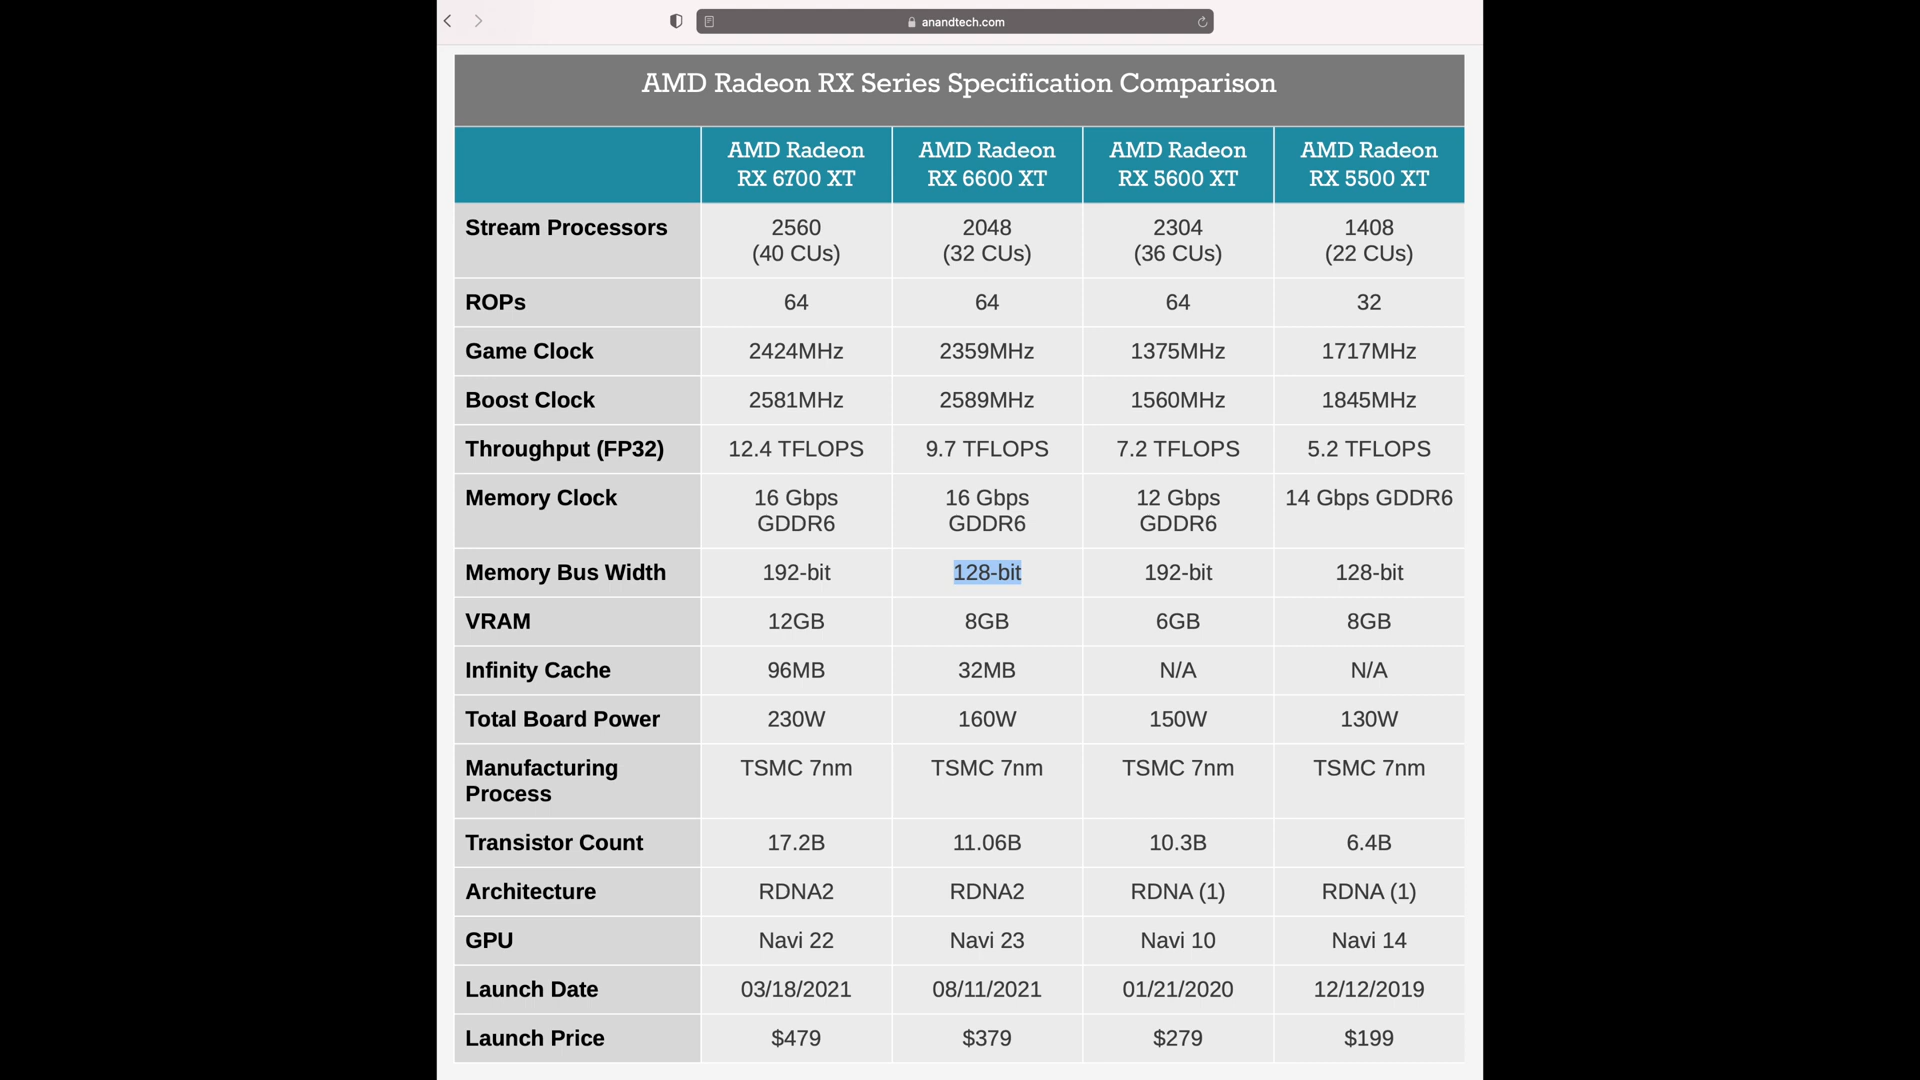 anandtech.com
AMD Radeon RX Series Specification Comparison
AMD Radeon RX 6700 XT AMD Radeon RX 6600 XT AMD Radeon RX 5600 XT AMD Radeon RX 5500 XT
Stream Processors 2560 (40 CUs) 2048 (32 CUs) 2304 (36 CUs) 1408 (22 CUs)
ROPs 64 64 64 32
Game Clock 2424MHz 2359MHz 1375MHz 1717MHz
Boost Clock 2581MHz 2589MHz 1560MHz 1845MHz
Throughput (FP32) 12.4 TFLOPS 9.7 TFLOPS 7.2 TFLOPS 5.2 TFLOPS
Memory Clock 16 Gbps GDDR6 16 Gbps GDDR6 12 Gbps GDDR6 14 Gbps GDDR6
Memory Bus Width 192-bit 128-bit 192-bit 128-bit
VRAM 12GB 8GB 6GB 8GB
Infinity Cache 96MB 32MB N/A N/A
Total Board Power 230W 160W 150W 130W
Manufacturing Process TSMC 7nm TSMC 7nm TSMC 7nm TSMC 7nm
Transistor Count 17.2B 11.06B 10.3B 6.4B
Architecture RDNA2 RDNA2 RDNA (1) RDNA (1)
GPU Navi 22 Navi 23 Navi 10 Navi 14
Launch Date 03/18/2021 08/11/2021 01/21/2020 12/12/2019
Launch Price $479 $379 $279 $199